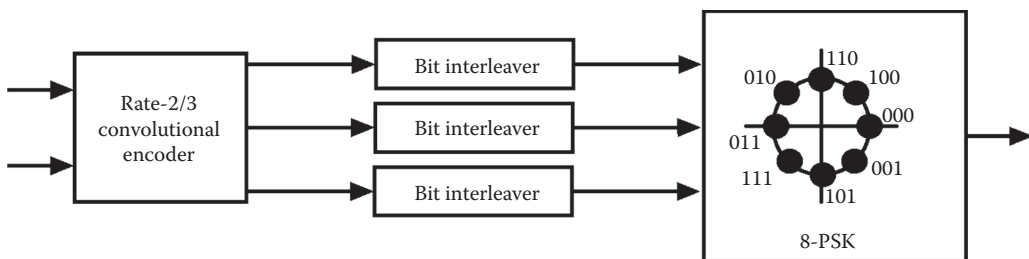 Rate-2/3
convolutional
encoder
Bit interleaver
Bit interleaver
Bit interleaver
110
010
100
000
011
001
111
101
8-PSK